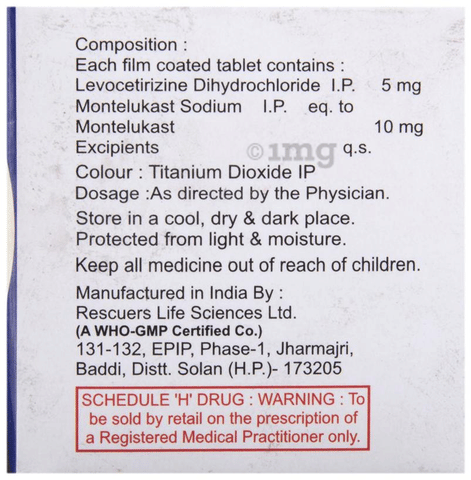 Composition :
Each film coated tablet contains :
Levocetirizine Dihydrochloride I.P. 5 mg
Montelukast Sodium I.P. eq. to
Montelukast 10 mg
Excipients q.s.
©1mg
Colour : Titanium Dioxide IP
Dosage :As directed by the Physician.
Store in a cool, dry & dark place.
Protected from light & moisture.
Keep all medicine out of reach of children.
Manufactured in India By :
Rescuers Life Sciences Ltd.
(A WHO-GMP Certified Co.)
131-132, EPIP, Phase-1, Jharmajri,
Baddi, Distt. Solan (H.P.)- 173205
SCHEDULE 'H' DRUG : WARNING : To
be sold by retail on the prescription of
a Registered Medical Practitioner only.